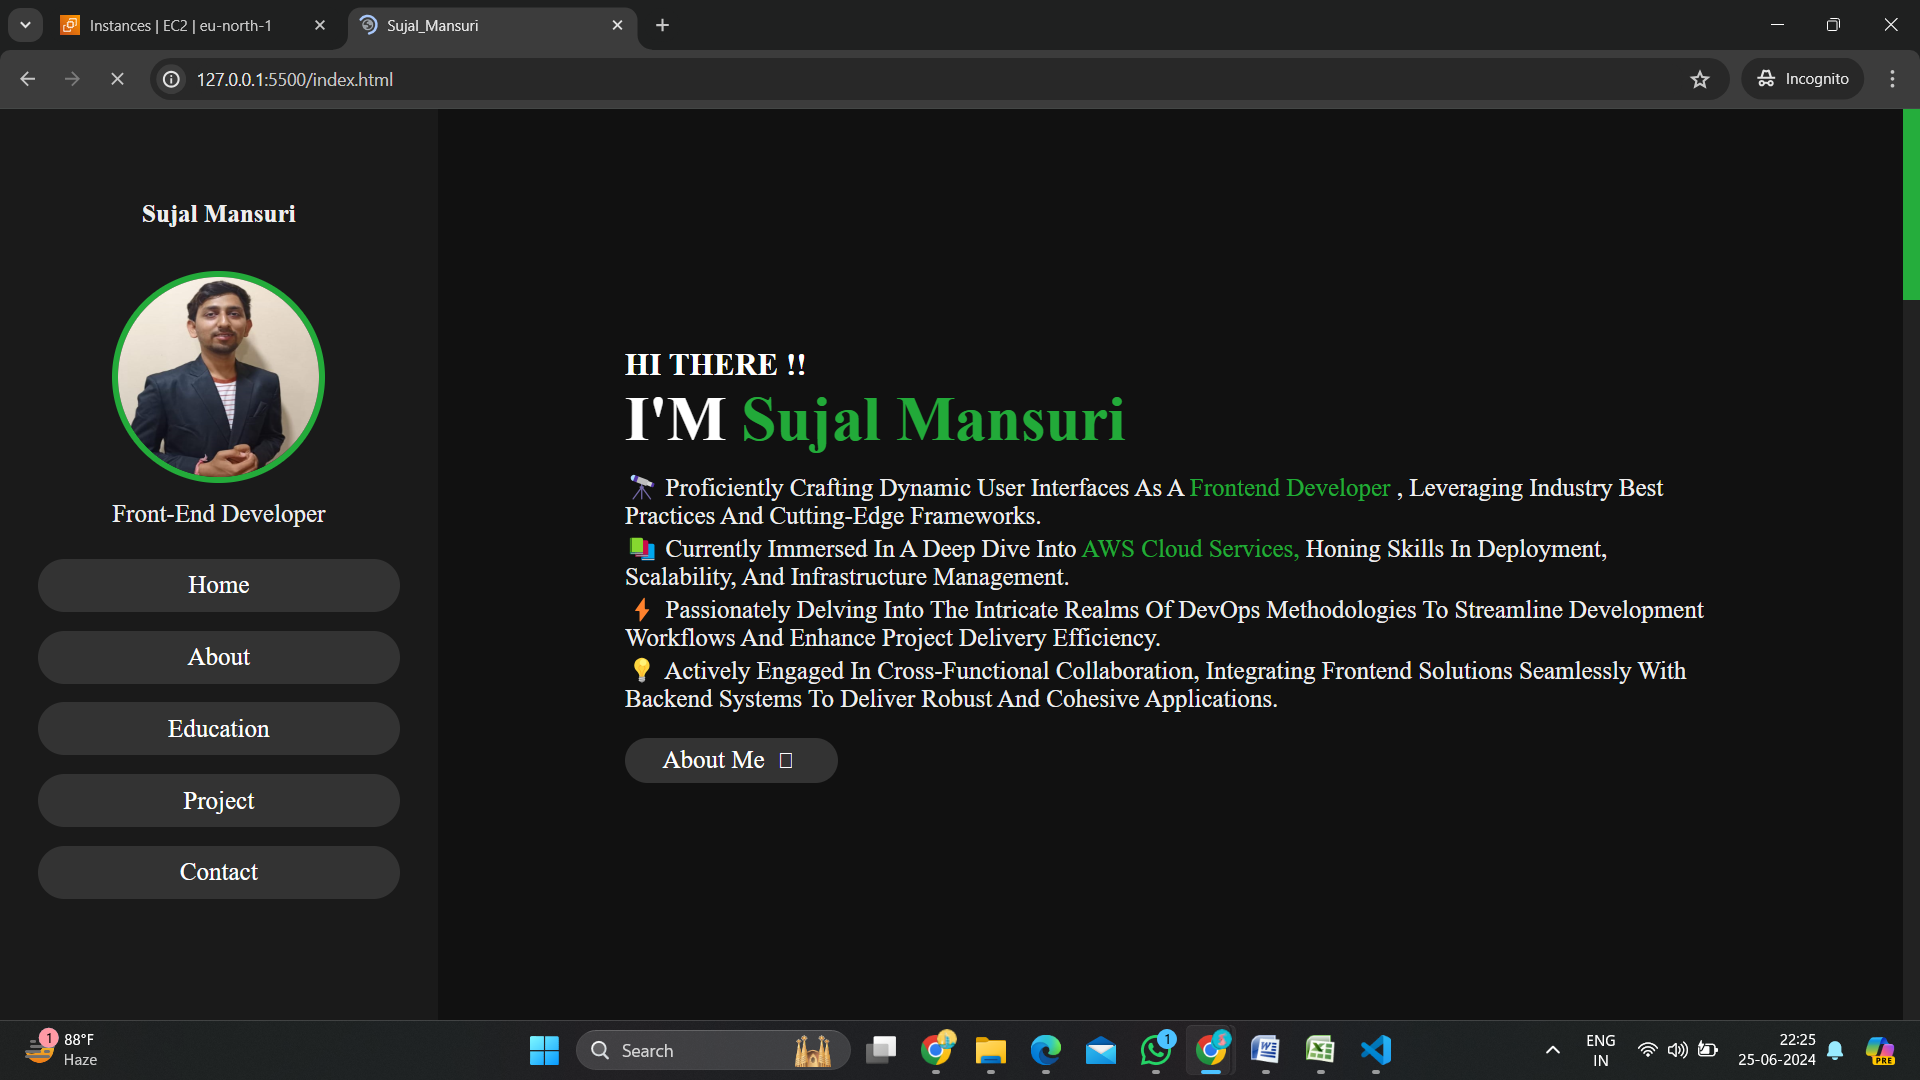 Instances | EC2 | eu-north-1
Sujal_Mansuri
127.0.0.1:5500/index.html
Incognito
Sujal Mansuri
Front-End Developer
Home
About
Education
Project
Contact
HI THERE !!
I'M Sujal Mansuri
Proficiently Crafting Dynamic User Interfaces As A Frontend Developer , Leveraging Industry Best
Practices And Cutting-Edge Frameworks.
Currently Immersed In A Deep Dive Into AWS Cloud Services, Honing Skills In Deployment,
Scalability, And Infrastructure Management.
Passionately Delving Into The Intricate Realms Of DevOps Methodologies To Streamline Development
Workflows And Enhance Project Delivery Efficiency.
Actively Engaged In Cross-Functional Collaboration, Integrating Frontend Solutions Seamlessly With
Backend Systems To Deliver Robust And Cohesive Applications.
About Me
1
88°F
Haze
Search
1
ENG
IN
22:25
25-06-2024
PRE